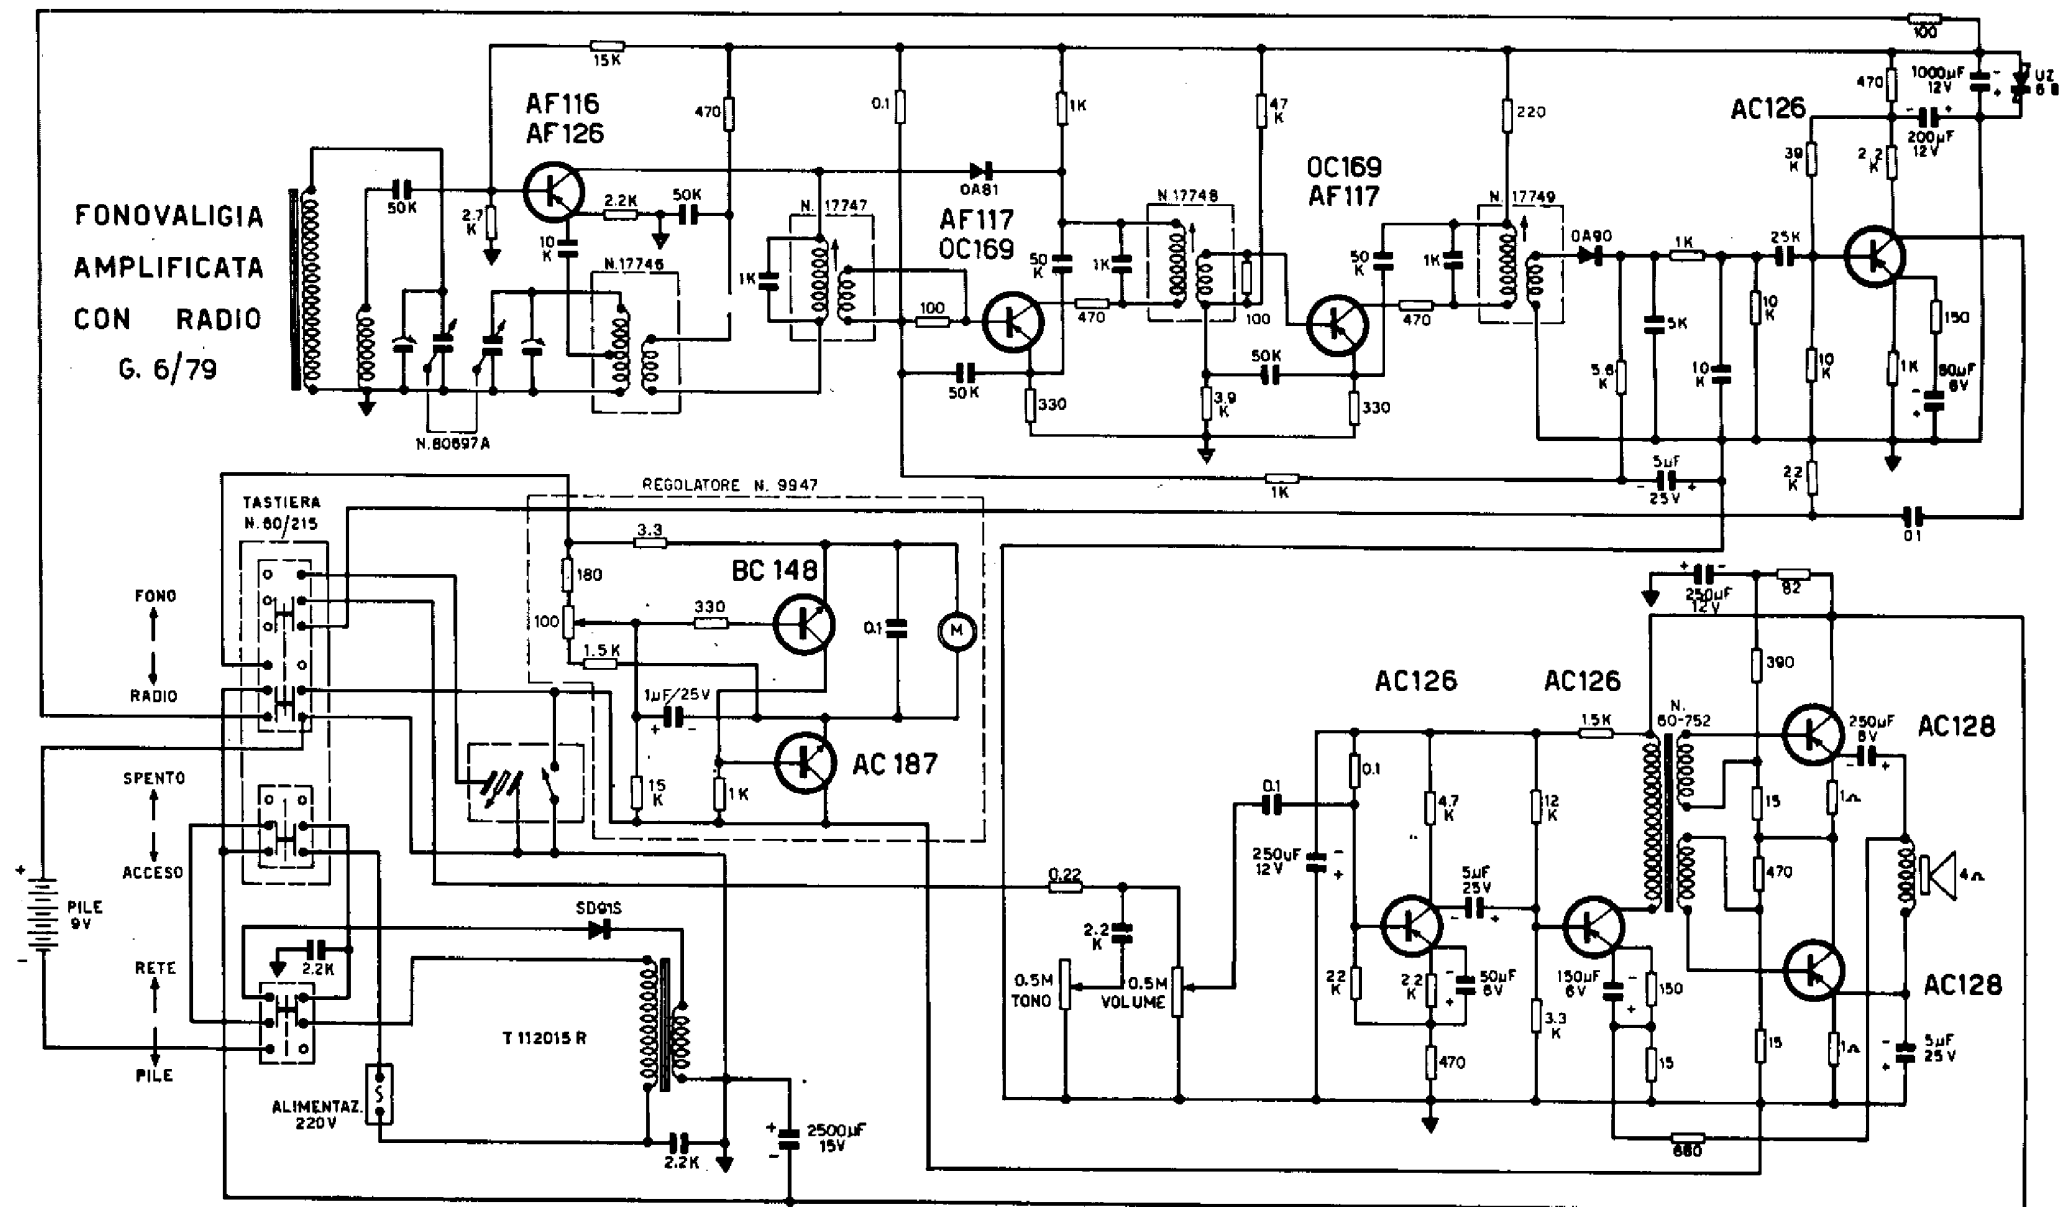 FONOVALIGIA
AMPLIFICATA
CON RADIO
G. 6/79
15K
100
AF116
AF126
470
0.1
1K
47
K
220
AC126
470
1000µF
12V
-
+
UZ
6 8
-
+
200µF
12V
39
K
2.2
K
50K
2.7
K
2.2K
50K
10
K
N.17746
N. 17747
1K
OA81
AF117
OC169
100
50K
330
50
K
1K
470
N. 17748
100
50K
3.9
K
OC169
AF117
330
50
K
1K
470
N. 17749
OA90
1K
25K
5K
5.6
K
10
K
10
K
10
K
150
1K
50µF
6V
-
+
N.80697A
1K
5µF
25V
-
+
2.2
K
0.1
TASTIERA
N.60/215
REGOLATORE N. 9947
FONO
RADIO
3.3
180
100
330
BC 148
0.1
M
1.5K
1µF/25V
+
-
15
K
1K
AC 187
SPENTO
ACCESO
+
PILE
9V
-
RETE
PILE
2.2K
SD91S
T 112015 R
ALIMENTAZ.
220V
2.2K
+
2500µF
15V
-
+
-
250µF
12V
82
390
AC126
AC126
N.
60-752
1.5K
250µF
6V
-
+
AC128
0.1
0.1
4.7
K
12
K
15
1Ω
250µF
12V
-
+
5µF
25V
-
+
470
4Ω
0.22
2.2
K
0.5M
TONO
0.5M
VOLUME
22
K
2.2
K
-
+
50µF
6V
150µF
6V
-
+
150
3.3
K
470
15
15
1Ω
AC128
5µF
25V
-
+
680